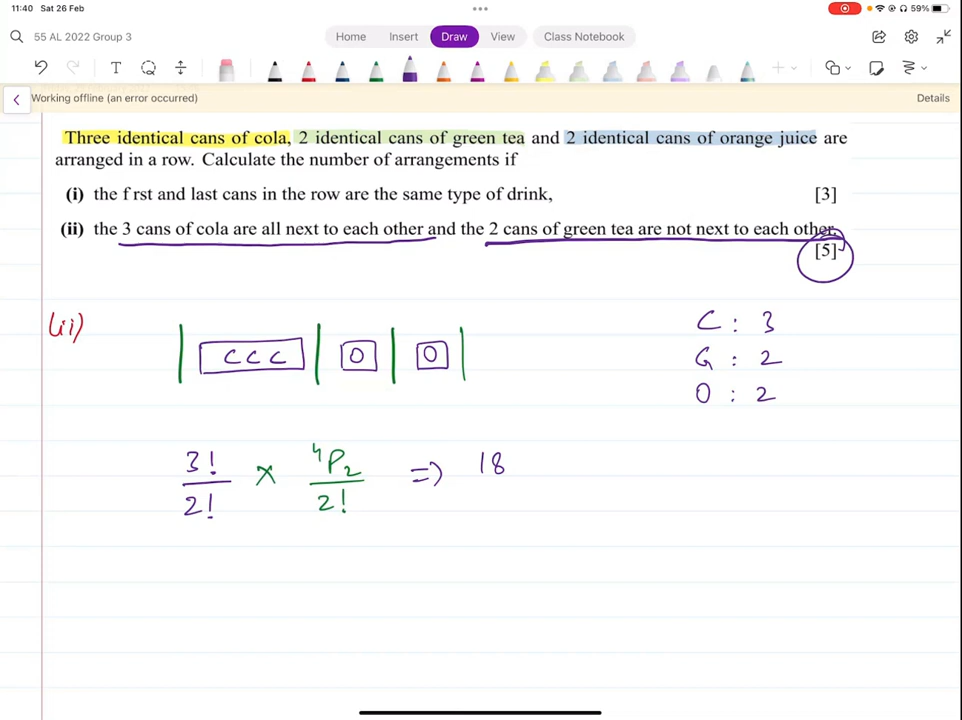 11:40 Sat 26 Feb
59%
55 AL 2022 Group 3
Home Insert Draw View Class Notebook
Working offline (an error occurred) Details
Three identical cans of cola, 2 identical cans of green tea and 2 identical cans of orange juice are
arranged in a row. Calculate the number of arrangements if
(i) the f rst and last cans in the row are the same type of drink, [3]
(ii) the 3 cans of cola are all next to each other and the 2 cans of green tea are not next to each other.
[5]
(ii)
C C C O O
C : 3
G : 2
O : 2
3!/2! × ⁴P₂/2! => 18